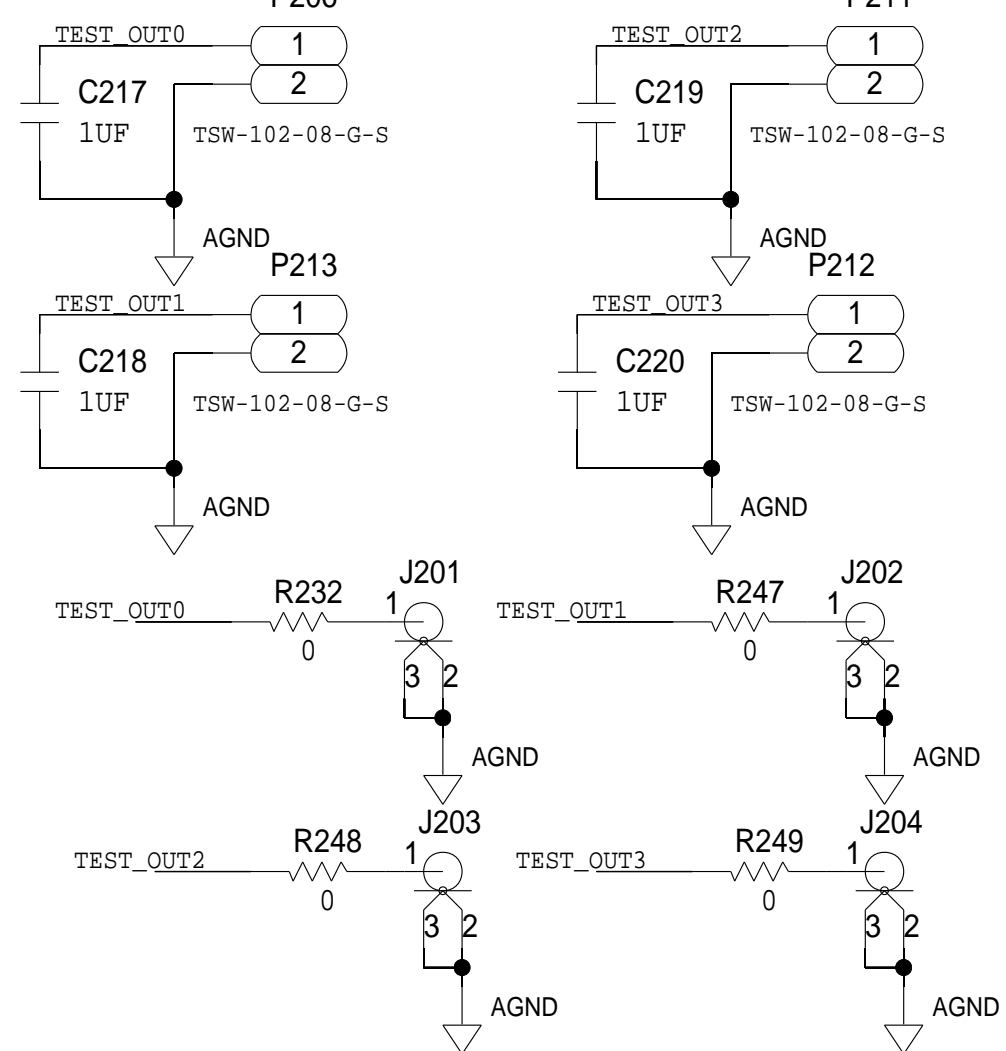 TEST_OUT0
1
2
C217
1UF
TSW-102-08-G-S
AGND
TEST_OUT2
1
2
C219
1UF
TSW-102-08-G-S
AGND
P213
TEST_OUT1
1
2
C218
1UF
TSW-102-08-G-S
AGND
P212
TEST_OUT3
1
2
C220
1UF
TSW-102-08-G-S
AGND
TEST_OUT0
R232
0
J201
1
3
2
AGND
TEST_OUT1
R247
0
J202
1
3
2
AGND
TEST_OUT2
R248
0
J203
1
3
2
AGND
TEST_OUT3
R249
0
J204
1
3
2
AGND